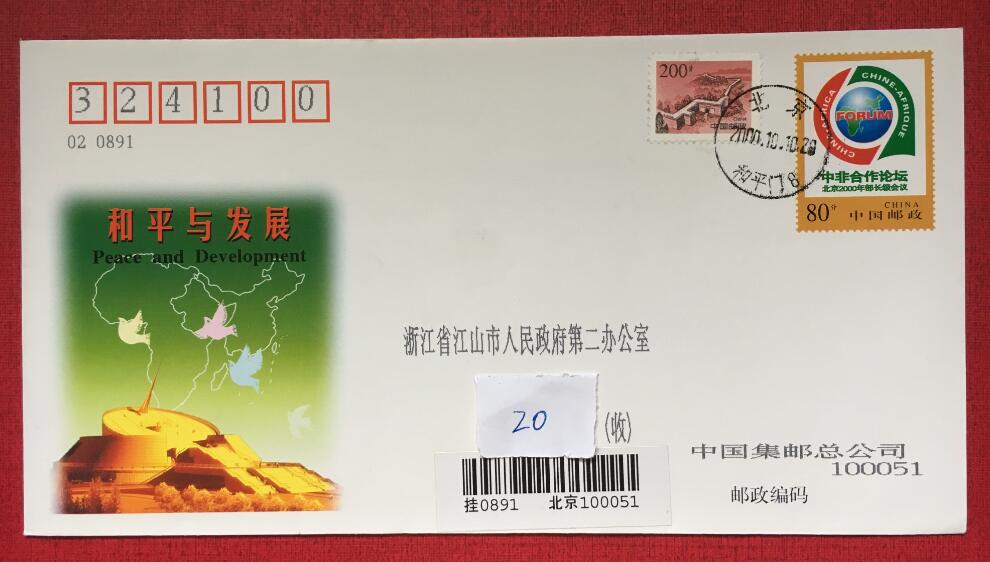 324100
02 0891
和平与发展
Peace and Development
200分
中国邮政
CHINA
北京
2000.10.10.20
和平门8
CHINA-AFRICA
CHINE-AFRIQUE
FORUM
中非合作论坛
北京2000年部长级会议
80分
CHINA
中国邮政
浙江省江山市人民政府第二办公室
20
(收)
挂0891 北京100051
中国集邮总公司
100051
邮政编码